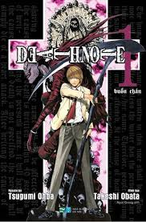 DEATH NOTE
1
buồn chán
Tsugumi Ohba
Takeshi Obata